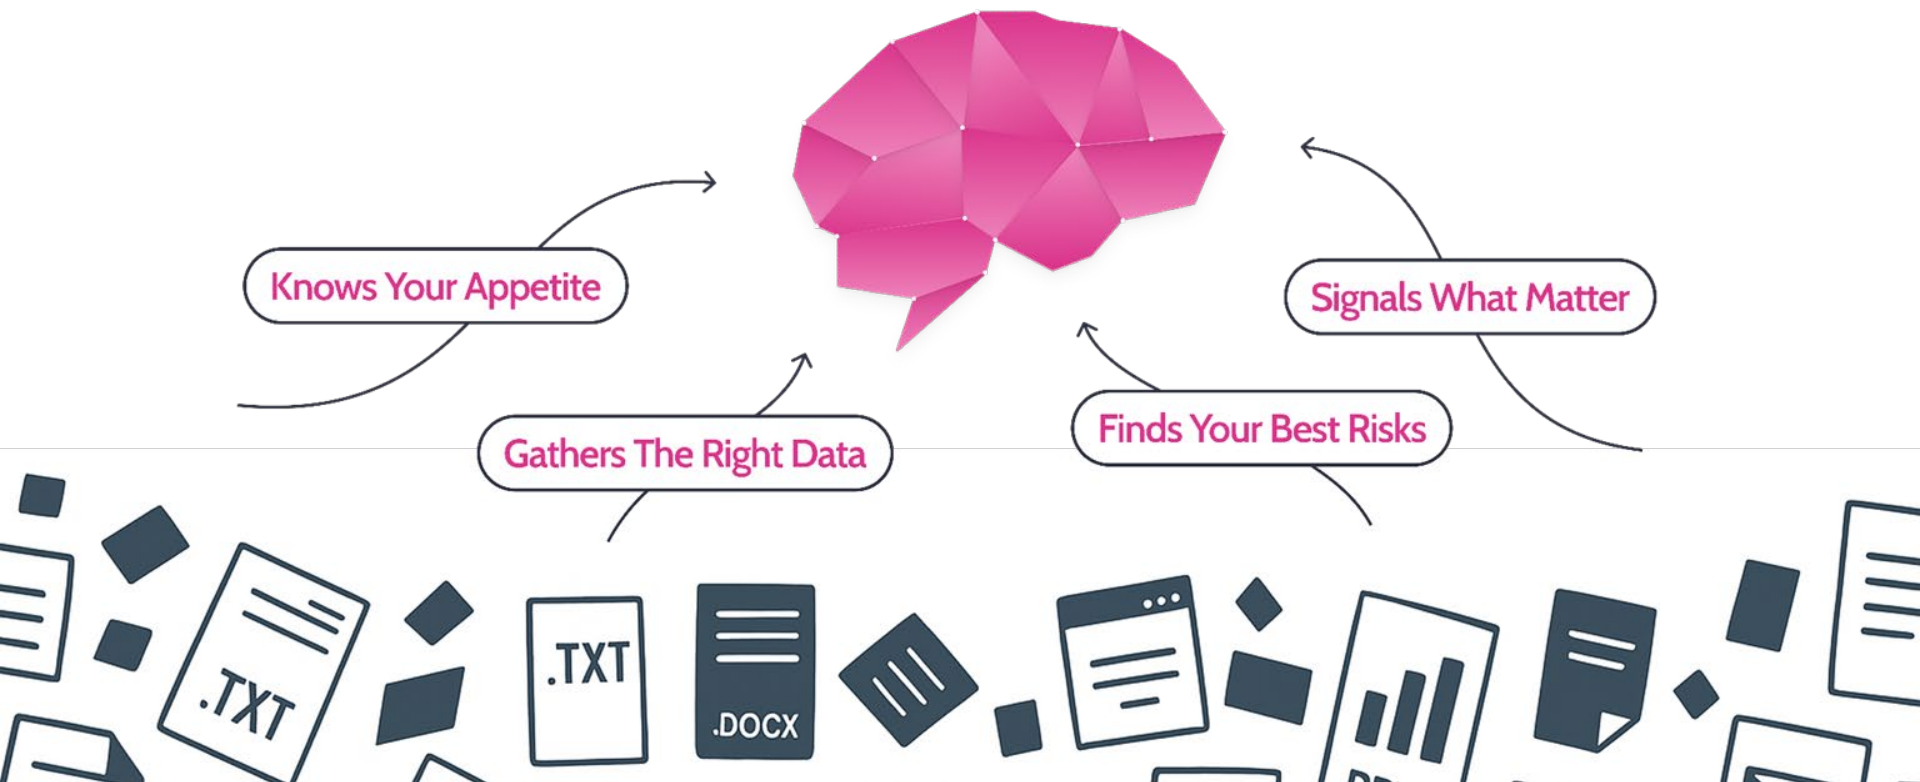 Knows Your Appetite
Signals What Matter
Finds Your Best Risks
Gathers The Right Data
.TXT
.TXT
.DOCX